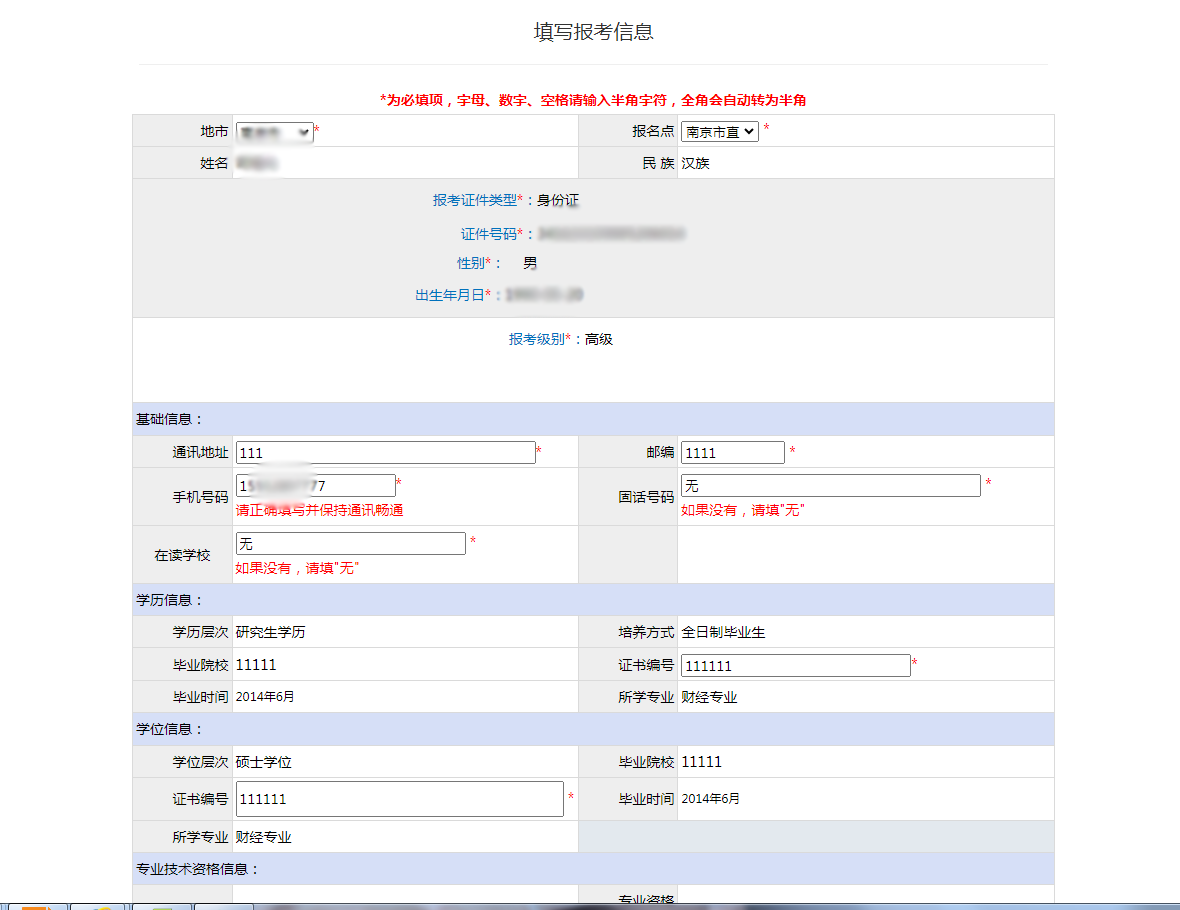 填写报考信息
*为必填项，字母、数字、空格请输入半角字符，全角会自动转为半角
地市 * 报名点 南京市直 *
姓名 民 族 汉族
报考证件类型*：身份证
证件号码*：
性别*： 男
出生年月日*：
报考级别*：高级
基础信息：
通讯地址 111 * 邮编 1111 *
手机号码 * 固话号码 无 *
请正确填写并保持通讯畅通 如果没有，请填"无"
在读学校 无 *
如果没有，请填"无"
学历信息：
学历层次 研究生学历 培养方式 全日制毕业生
毕业院校 11111 证书编号 111111 *
毕业时间 2014年6月 所学专业 财经专业
学位信息：
学位层次 硕士学位 毕业院校 11111
证书编号 111111 * 毕业时间 2014年6月
所学专业 财经专业
专业技术资格信息：
专业资格